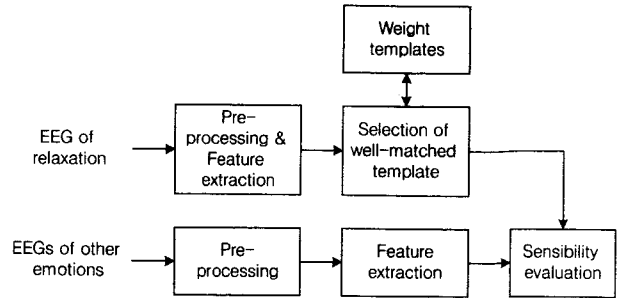 Weight
templates
EEG of
relaxation
Pre-
processing &
Feature
extraction
Selection of
well-matched
template
EEGs of other
emotions
Pre-
processing
Feature
extraction
Sensibility
evaluation